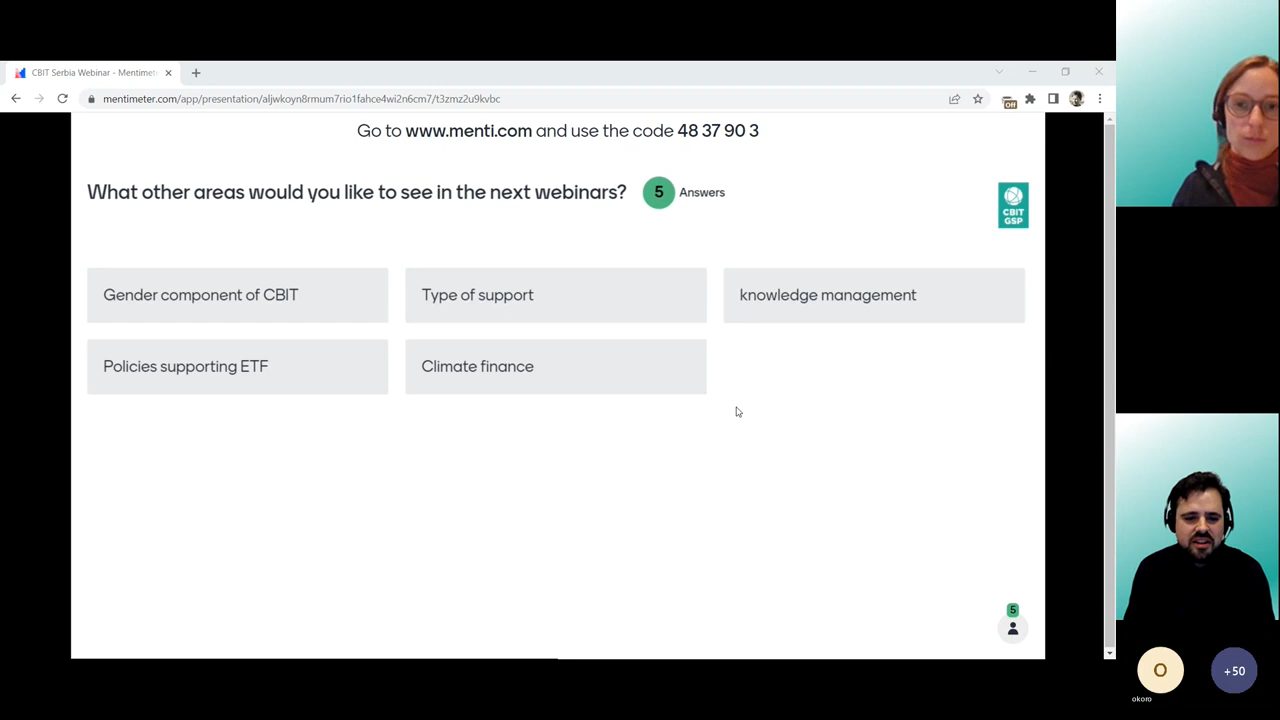 CBIT Serbia Webinar - Mentimete
mentimeter.com/app/presentation/aljwkoyn8rmum7rio1fahce4wi2n6cm7/t3zmz2u9kvbc
Off
Go to www.menti.com and use the code 48 37 90 3
What other areas would you like to see in the next webinars? 5 Answers
CBIT
GSP
Gender component of CBIT
Type of support
knowledge management
Policies supporting ETF
Climate finance
5
O
+50
okoro